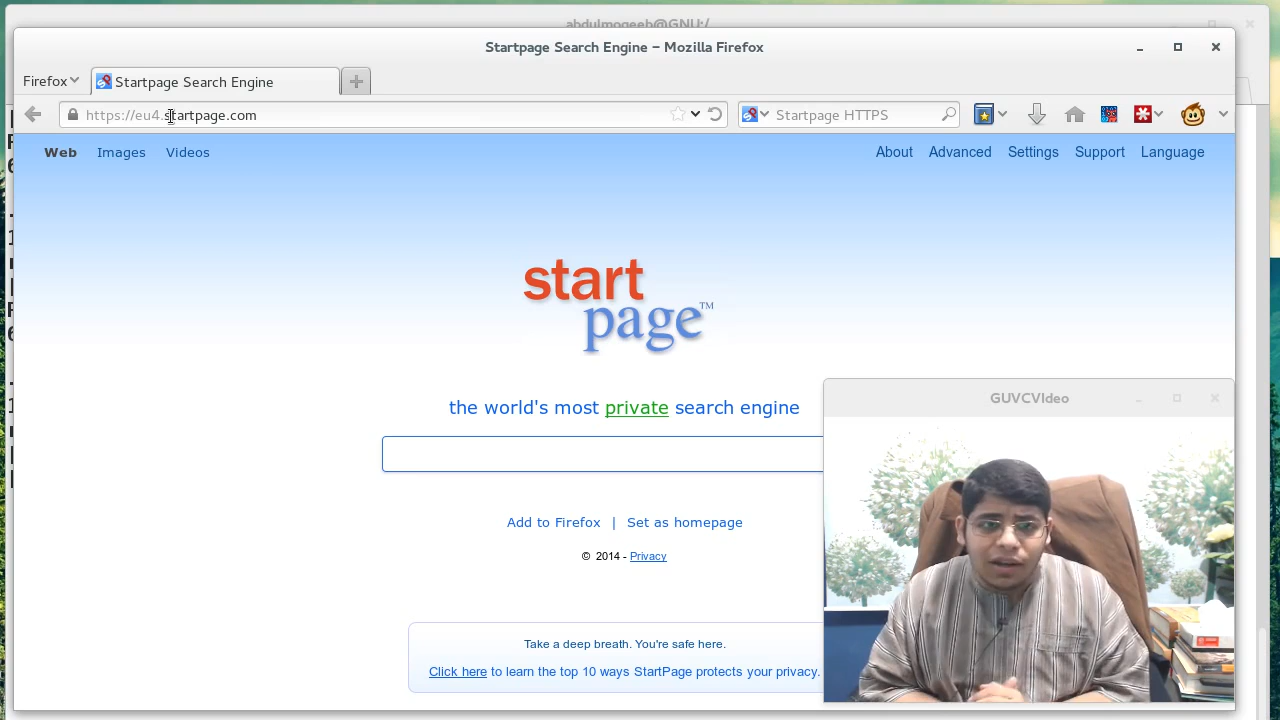 abdulmogeeb@GNU:/
Startpage Search Engine – Mozilla Firefox
Firefox
Startpage Search Engine
https://eu4.startpage.com
Startpage HTTPS
Web Images Videos
About Advanced Settings Support Language
start
page™
the world's most private search engine
Add to Firefox | Set as homepage
© 2014 - Privacy
Take a deep breath. You're safe here.
Click here to learn the top 10 ways StartPage protects your privacy.
GUVCVIdeo